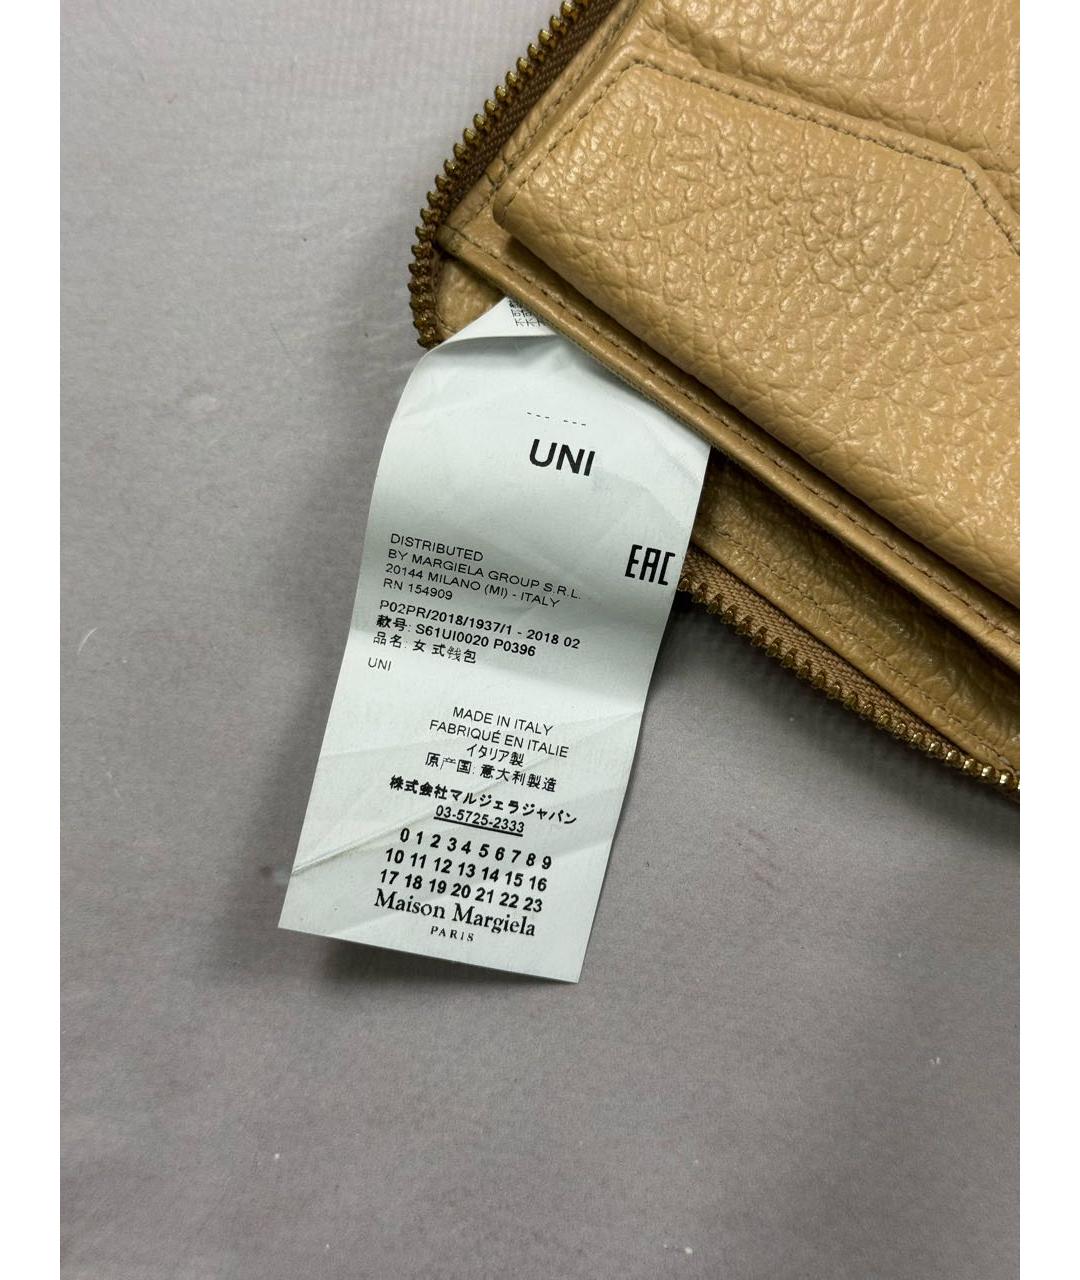 --- ---
UNI
EAC
DISTRIBUTED
BY MARGIELA GROUP S.R.L.
20144 MILANO (MI) - ITALY
RN 154909
P02PR/2018/1937/1 - 2018 02
款号: S61UI0020 P0396
品名: 女 式钱包
UNI
MADE IN ITALY
FABRIQUÉ EN ITALIE
イタリア製
原产国: 意大利製造
株式会社マルジェラジャパン
03-5725-2333
0 1 2 3 4 5 6 7 8 9
10 11 12 13 14 15 16
17 18 19 20 21 22 23
Maison Margiela
PARIS